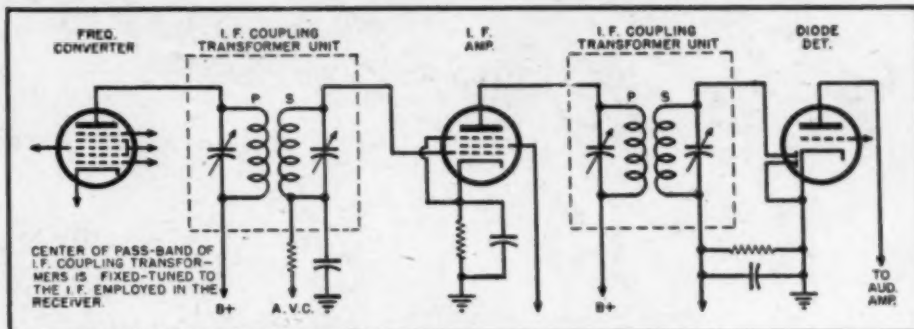 FREQ.
CONVERTER
I. F. COUPLING
TRANSFORMER UNIT
I. F.
AMP.
I. F. COUPLING
TRANSFORMER UNIT
DIODE
DET.
P S
P S
CENTER OF PASS-BAND OF
I.F. COUPLING TRANSFOR-
MERS IS FIXED-TUNED TO
THE I.F. EMPLOYED IN THE
RECEIVER.
B+
A.V.C.
B+
TO
AUD.
AMP.